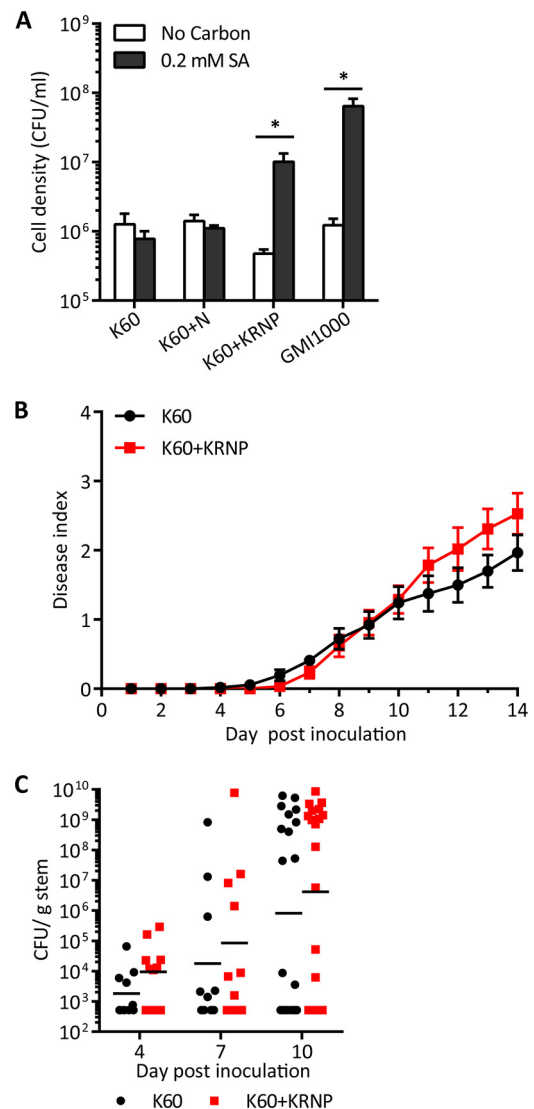 A
No Carbon
0.2 mM SA
Cell density (CFU/ml)
10⁹
10⁸
10⁷
10⁶
10⁵
*
*
K60
K60+N
K60+KRNP
GMI1000
B
K60
K60+KRNP
Disease index
4
3
2
1
0
0 2 4 6 8 10 12 14
Day post inoculation
C
CFU/ g stem
10¹⁰
10⁹
10⁸
10⁷
10⁶
10⁵
10⁴
10³
10²
4 7 10
Day post inoculation
K60 K60+KRNP